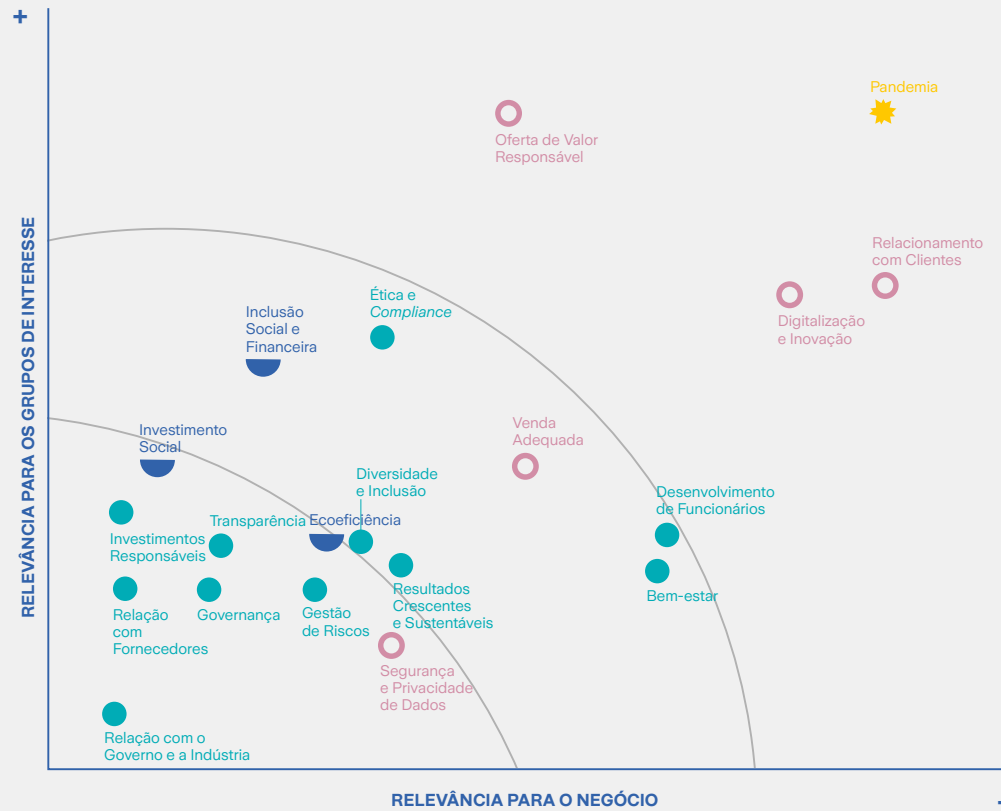 +
Pandemia
Oferta de Valor
Responsável
Relacionamento
com Clientes
Digitalização
e Inovação
Ética e
Compliance
Inclusão
Social e
Financeira
Venda
Adequada
Investimento
Social
Diversidade
e Inclusão
Desenvolvimento
de Funcionários
Transparência
Ecoeficiência
Investimentos
Responsáveis
Resultados
Crescentes
e Sustentáveis
Bem-estar
Relação
com
Fornecedores
Governança
Gestão
de Riscos
Segurança
e Privacidade
de Dados
Relação com o
Governo e a Indústria
RELEVÂNCIA PARA OS GRUPOS DE INTERESSE
RELEVÂNCIA PARA O NEGÓCIO